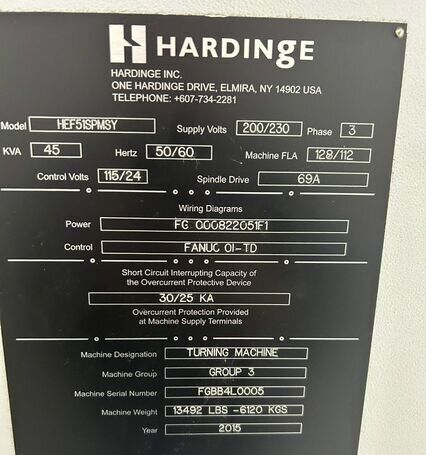 HARDINGE
HARDINGE INC.
ONE HARDINGE DRIVE, ELMIRA, NY 14902 USA
TELEPHONE: +607-734-2281
Model HEF51SPMSY Supply Volts 200/230 Phase 3
KVA 45 Hertz 50/60 Machine FLA 128/112
Control Volts 115/24 Spindle Drive 69A
Wiring Diagrams
Power FG 000822051F1
Control FANUC OI-TD
Short Circuit Interrupting Capacity of
the Overcurrent Protective Device
30/25 KA
Overcurrent Protection Provided
at Machine Supply Terminals
Machine Designation TURNING MACHINE
Machine Group GROUP 3
Machine Serial Number FGBB4L0005
Machine Weight 13492 LBS -6120 KGS
Year 2015